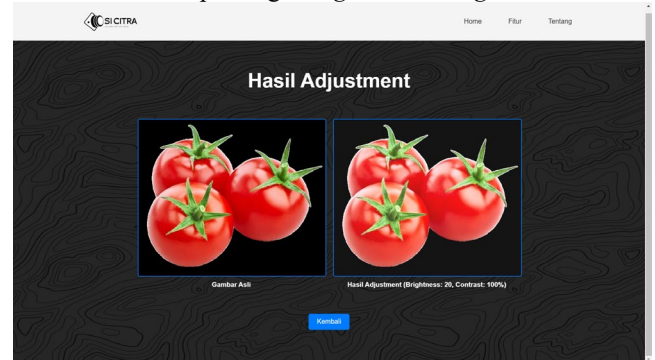 SI CITRA
Home Fitur Tentang
Hasil Adjustment
Gambar Asli
Hasil Adjustment (Brightness: 20, Contrast: 100%)
Kembali